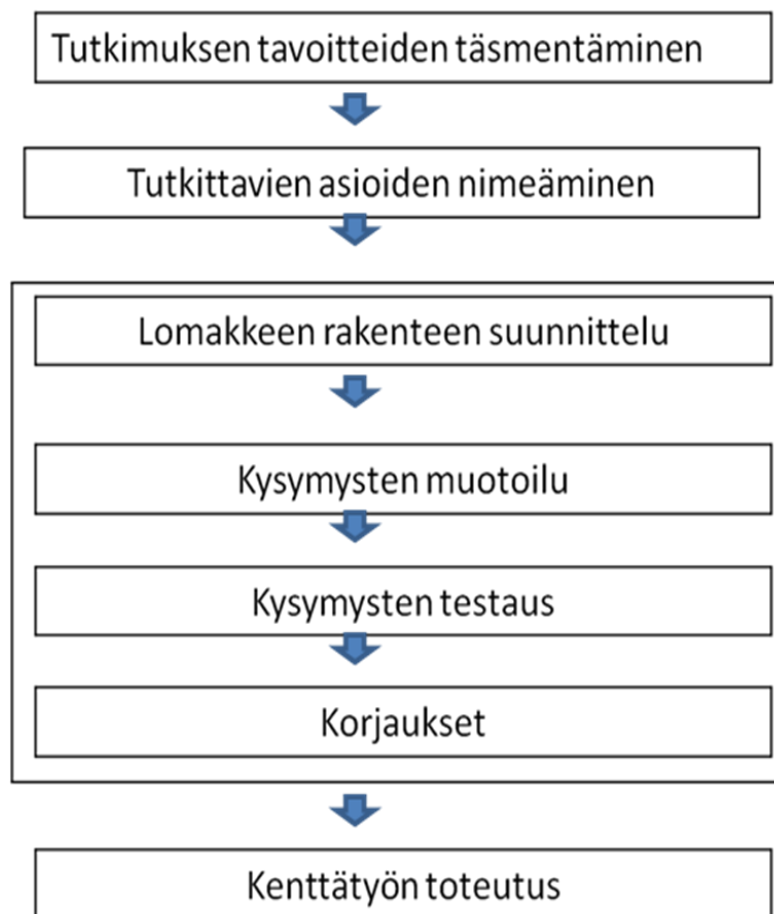 Tutkimuksen tavoitteiden täsmentäminen
Tutkittavien asioiden nimeäminen
Lomakkeen rakenteen suunnittelu
Kysymysten muotoilu
Kysymysten testaus
Korjaukset
Kenttätyön toteutus